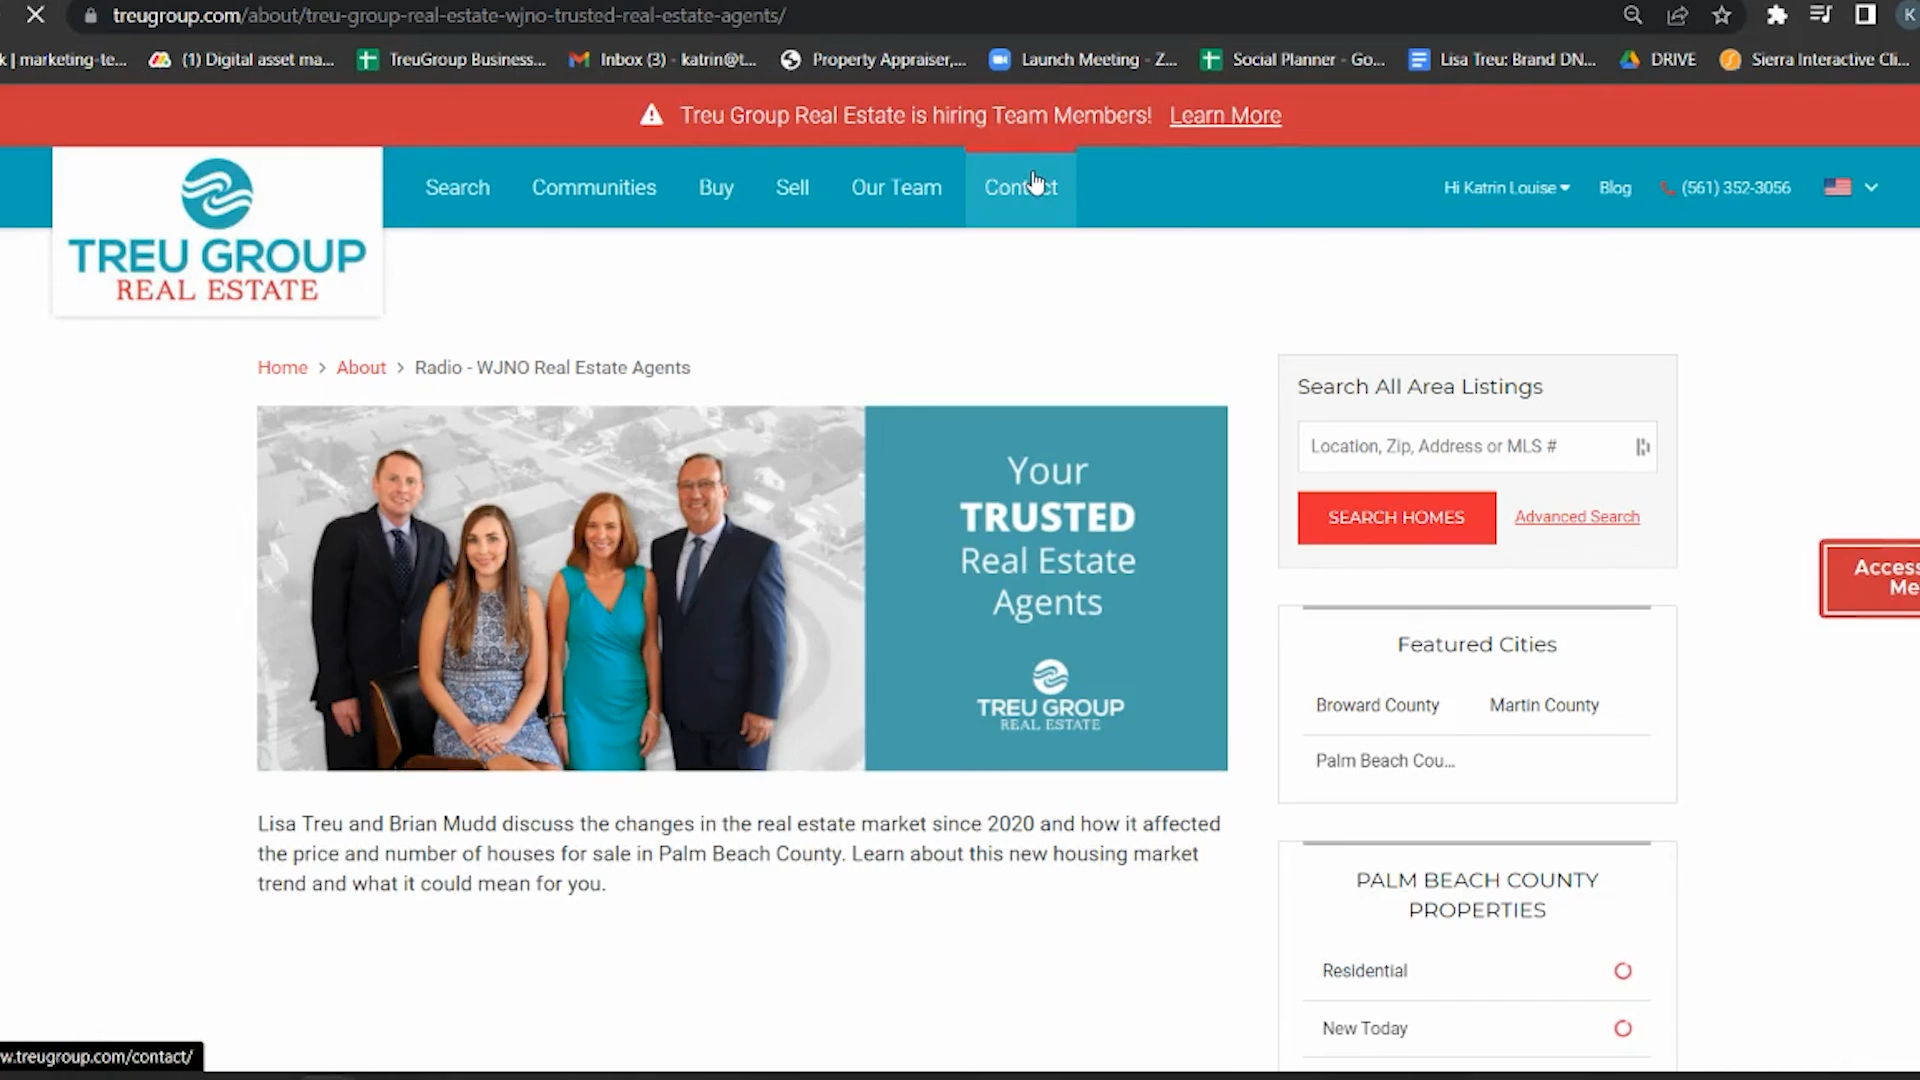 treugroup.com/about/treu-group-real-estate-wjno-trusted-real-estate-agents/
K
k | marketing-te...
(1) Digital asset ma...
TreuGroup Business...
Inbox (3) - katrin@t...
Property Appraiser,...
Launch Meeting - Z...
Social Planner - Go...
Lisa Treu: Brand DN...
DRIVE
Sierra Interactive Cli...
Treu Group Real Estate is hiring Team Members! Learn More
TREU GROUP
REAL ESTATE
Search
Communities
Buy
Sell
Our Team
Contact
Hi Katrin Louise
Blog
(561) 352-3056
Home > About > Radio - WJNO Real Estate Agents
Your
TRUSTED
Real Estate
Agents
TREU GROUP
REAL ESTATE
Lisa Treu and Brian Mudd discuss the changes in the real estate market since 2020 and how it affected
the price and number of houses for sale in Palm Beach County. Learn about this new housing market
trend and what it could mean for you.
Search All Area Listings
Location, Zip, Address or MLS #
SEARCH HOMES
Advanced Search
Featured Cities
Broward County
Martin County
Palm Beach Cou...
PALM BEACH COUNTY
PROPERTIES
Residential
New Today
Access
Me
w.treugroup.com/contact/